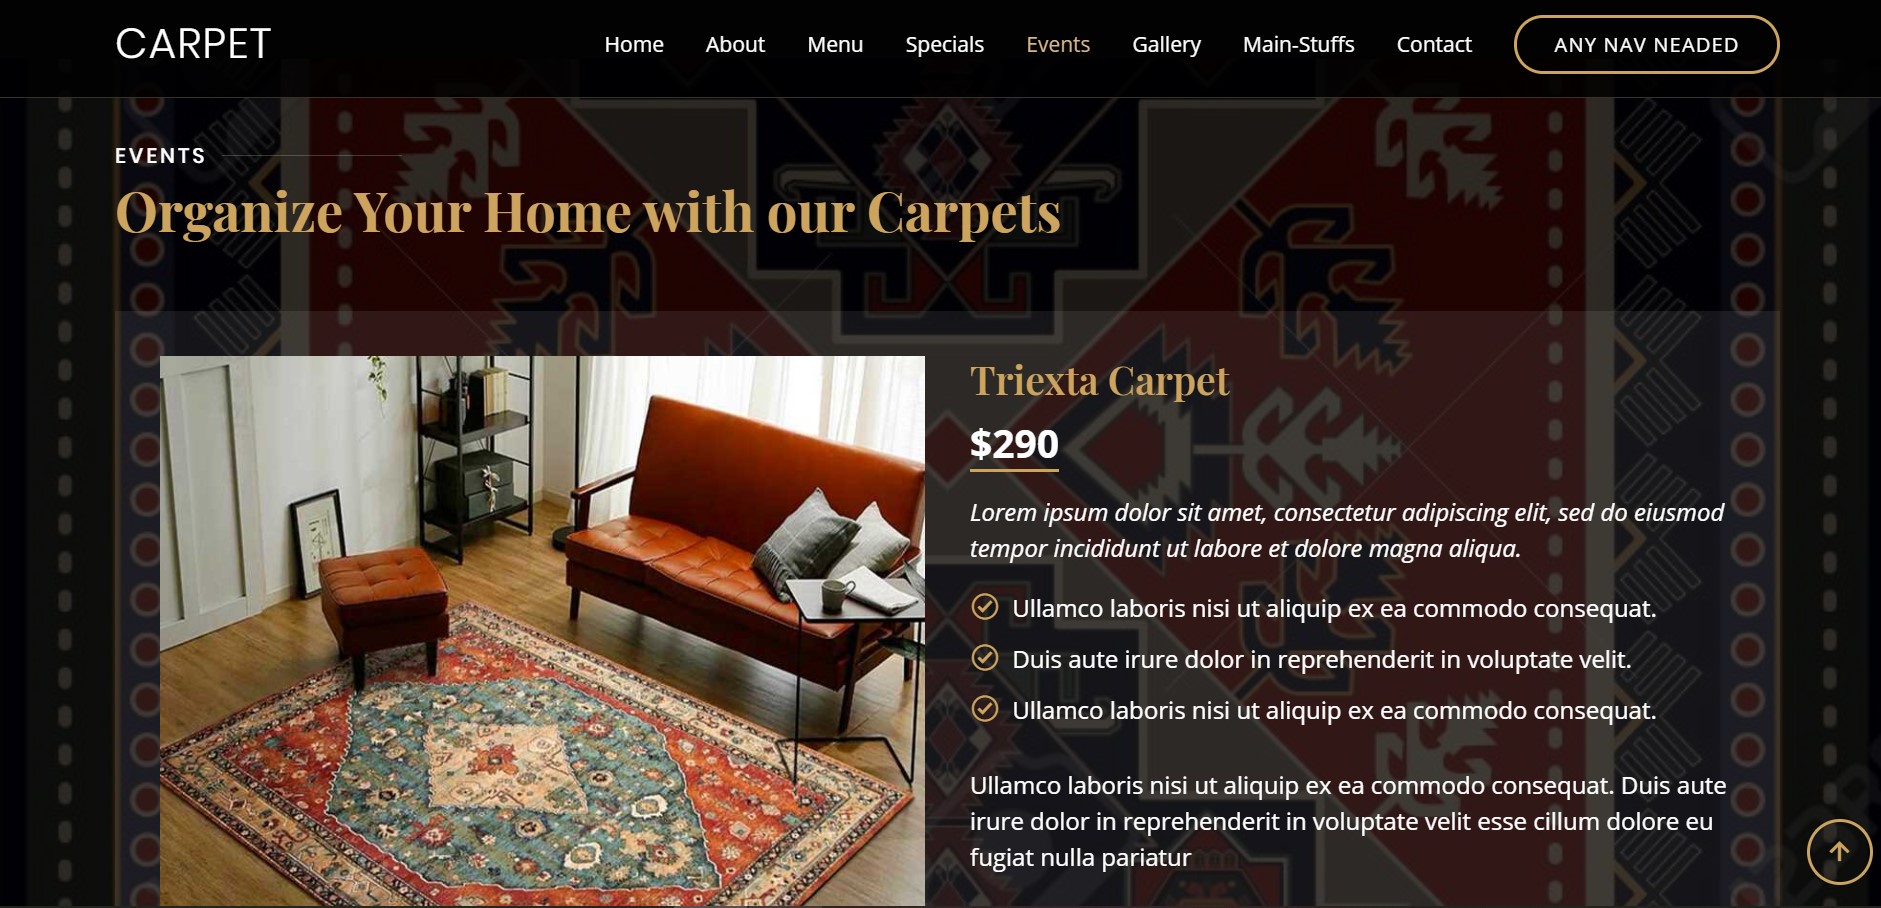 CARPET
Home About Menu Specials Events Gallery Main-Stuffs Contact ANY NAV NEADED
EVENTS
Organize Your Home with our Carpets
Triexta Carpet
$290
Lorem ipsum dolor sit amet, consectetur adipiscing elit, sed do eiusmod
tempor incididunt ut labore et dolore magna aliqua.
Ullamco laboris nisi ut aliquip ex ea commodo consequat.
Duis aute irure dolor in reprehenderit in voluptate velit.
Ullamco laboris nisi ut aliquip ex ea commodo consequat.
Ullamco laboris nisi ut aliquip ex ea commodo consequat. Duis aute
irure dolor in reprehenderit in voluptate velit esse cillum dolore eu
fugiat nulla pariatur